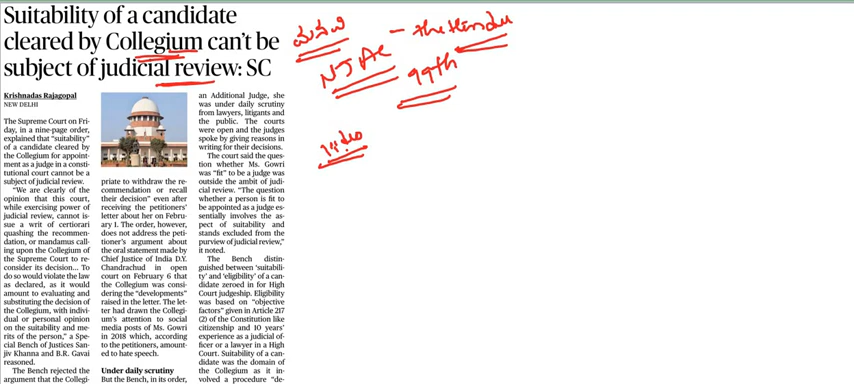 Suitability of a candidate
cleared by Collegium can't be
subject of judicial review: SC
Krishnadas Rajagopal
NEW DELHI
The Supreme Court on Fri-
day, in a nine-page order,
explained that "suitability"
of a candidate cleared by
the Collegium for appoint-
ment as a judge in a consti-
tutional court cannot be a
subject of judicial review.
"We are clearly of the
opinion that this court,
while exercising power of
judicial review, cannot is-
sue a writ of certiorari
quashing the recommen-
dation, or mandamus call-
ing upon the Collegium of
the Supreme Court to re-
consider its decision... To
do so would violate the law
as declared, as it would
amount to evaluating and
substituting the decision of
the Collegium, with individ-
ual or personal opinion
on the suitability and me-
rits of the person," a Spe-
cial Bench of Justices San-
jiv Khanna and B.R. Gavai
reasoned.
The Bench rejected the
argument that the Collegi-
priate to withdraw the re-
commendation or recall
their decision" even after
receiving the petitioners'
letter about her on Febru-
ary 1. The order, however,
does not address the peti-
tioner's argument about
the oral statement made by
Chief Justice of India D.Y.
Chandrachud in open
court on February 6 that
the Collegium was consi-
dering the "developments"
raised in the letter. The let-
ter had drawn the Collegi-
um's attention to social
media posts of Ms. Gowri
in 2018 which, according
to the petitioners, amount-
ed to hate speech.
Under daily scrutiny
But the Bench, in its order,
an Additional Judge, she
was under daily scrutiny
from lawyers, litigants and
the public. The courts
were open and the judges
spoke by giving reasons in
writing for their decisions.
The court said the ques-
tion whether Ms. Gowri
was "fit" to be a judge was
outside the ambit of judi-
cial review. "The question
whether a person is fit to
be appointed as a judge es-
sentially involves the as-
pect of suitability and
stands excluded from the
purview of judicial review,"
it noted.
The Bench distin-
guished between 'suitabili-
ty' and 'eligibility' of a can-
didate zeroed in for High
Court judgeship. Eligibility
was based on "objective
factors" given in Article 217
(2) of the Constitution like
citizenship and 10 years'
experience as a judicial of-
ficer or a lawyer in a High
Court. Suitability of a can-
didate was the domain of
the Collegium as it in-
volved a procedure "de-
- the Hindu
NJAC
99th